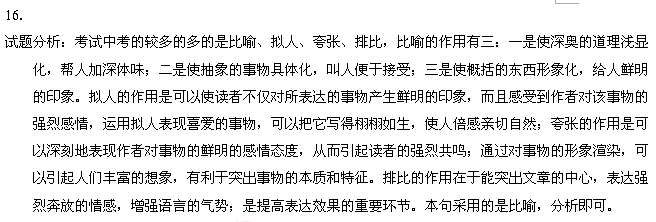 16.
试题分析：考试中考的较多的多的是比喻、拟人、夸张、排比，比喻的作用有三：一是使深奥的道理浅显
化，帮人加深体味；二是使抽象的事物具体化，叫人便于接受；三是使概括的东西形象化，给人鲜明
的印象。拟人的作用是可以使读者不仅对所表达的事物产生鲜明的印象，而且感受到作者对该事物的
强烈感情，运用拟人表现喜爱的事物，可以把它写得栩栩如生，使人倍感亲切自然；夸张的作用是可
以深刻地表现作者对事物的鲜明的感情态度，从而引起读者的强烈共鸣；通过对事物的形象渲染，可
以引起人们丰富的想象，有利于突出事物的本质和特征。排比的作用在于能突出文章的中心，表达强
烈奔放的情感，增强语言的气势；是提高表达效果的重要环节。本句采用的是比喻，分析即可。